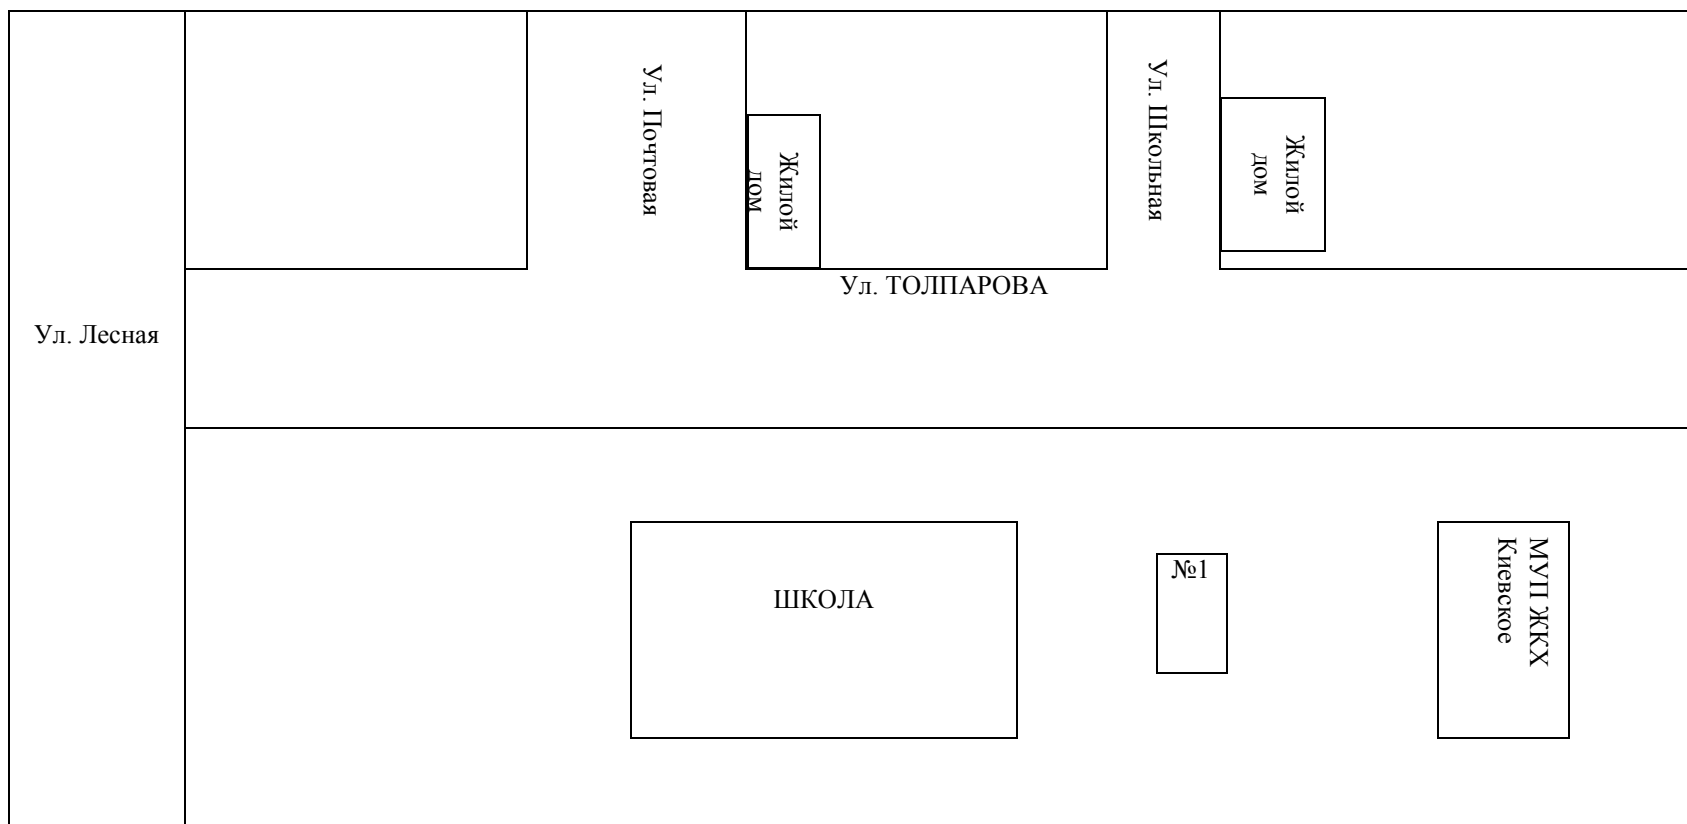 Ул. Почтовая
Жилой
дом
Ул. Школьная
Жилой
дом
Ул. ТОЛПАРОВА
Ул. Лесная
ШКОЛА
№1
МУП ЖКХ
Киевское